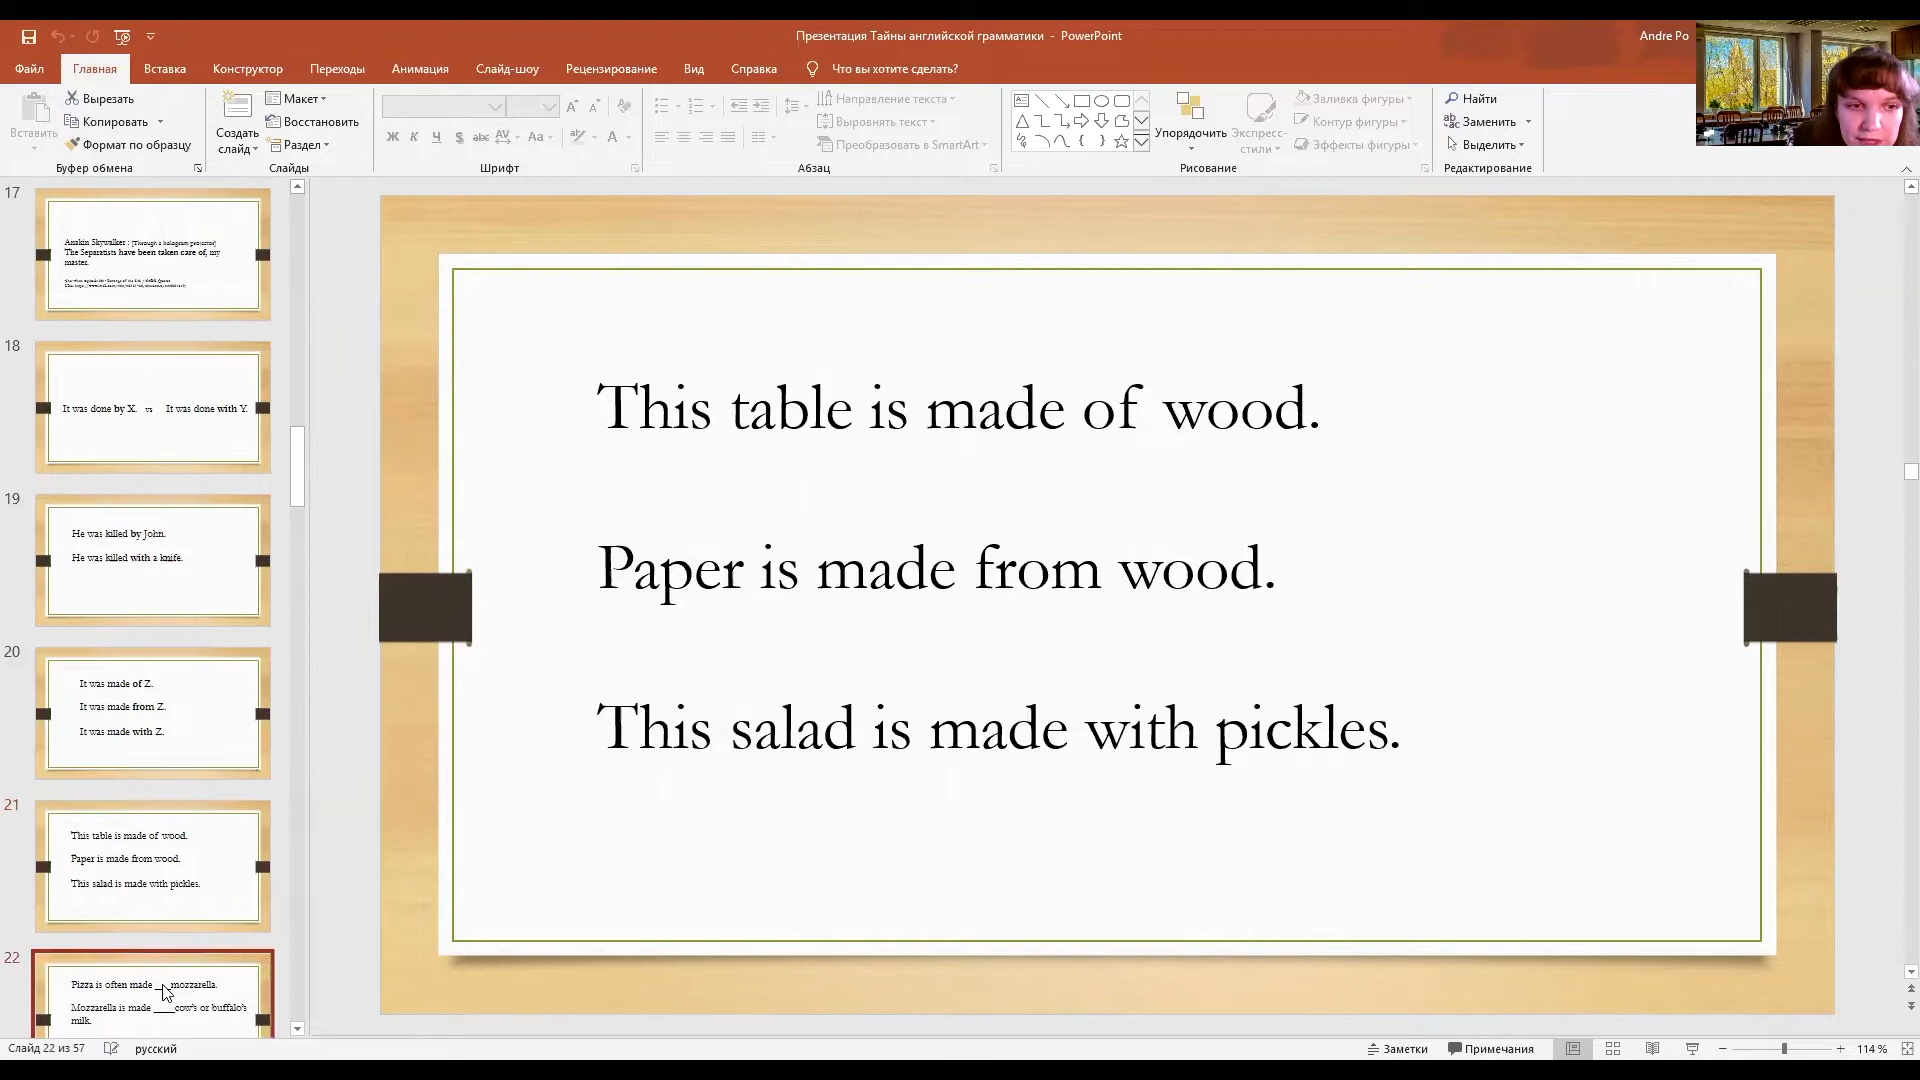 Презентация Тайны английской грамматики - PowerPoint
Andre Po
Файл Главная Вставка Конструктор Переходы Анимация Слайд-шоу Рецензирование Вид Справка Что вы хотите сделать?
Вставить
Вырезать
Копировать
Формат по образцу
Буфер обмена
Создать слайд
Макет
Восстановить
Раздел
Слайды
Ж К Ч S abc AV Aa A
Шрифт
Направление текста
Выровнять текст
Преобразовать в SmartArt
Абзац
Упорядочить
Экспресс-стили
Заливка фигуры
Контур фигуры
Эффекты фигуры
Рисование
Найти
Заменить
Выделить
Редактирование
17
Anakin Skywalker : [Through a hologram projector]
The Separatists have been taken care of, my
master.
18
It was done by X. vs It was done with Y.
19
He was killed by John.
He was killed with a knife.
20
It was made of Z.
It was made from Z.
It was made with Z.
21
This table is made of wood.
Paper is made from wood.
This salad is made with pickles.
22
Pizza is often made ___mozzarella.
Mozzarella is made ____cow's or buffalo's
milk.
This table is made of wood.
Paper is made from wood.
This salad is made with pickles.
Слайд 22 из 57 русский
Заметки Примечания 114 %